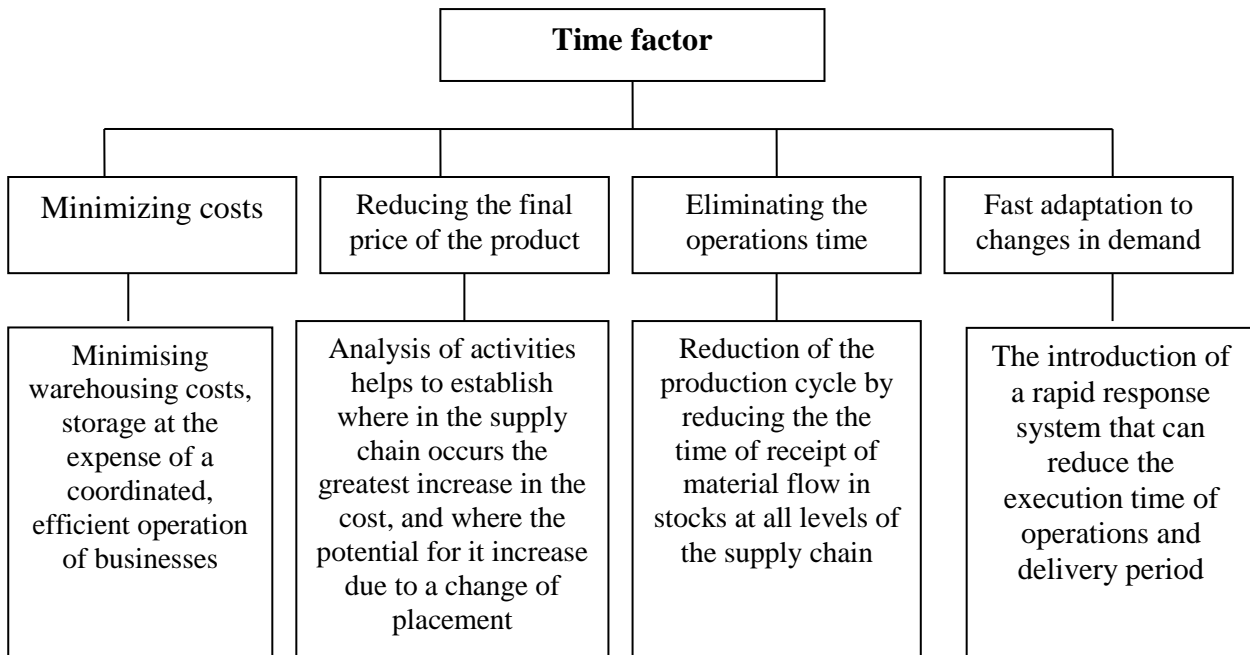 Time factor
Minimizing costs
Reducing the final
price of the product
Eliminating the
operations time
Fast adaptation to
changes in demand
Minimising
warehousing costs,
storage at the
expense of a
coordinated,
efficient operation
of businesses
Analysis of activities
helps to establish
where in the supply
chain occurs the
greatest increase in the
cost, and where the
potential for it increase
due to a change of
placement
Reduction of the
production cycle by
reducing the the
time of receipt of
material flow in
stocks at all levels of
the supply chain
The introduction of
a rapid response
system that can
reduce the
execution time of
operations and
delivery period